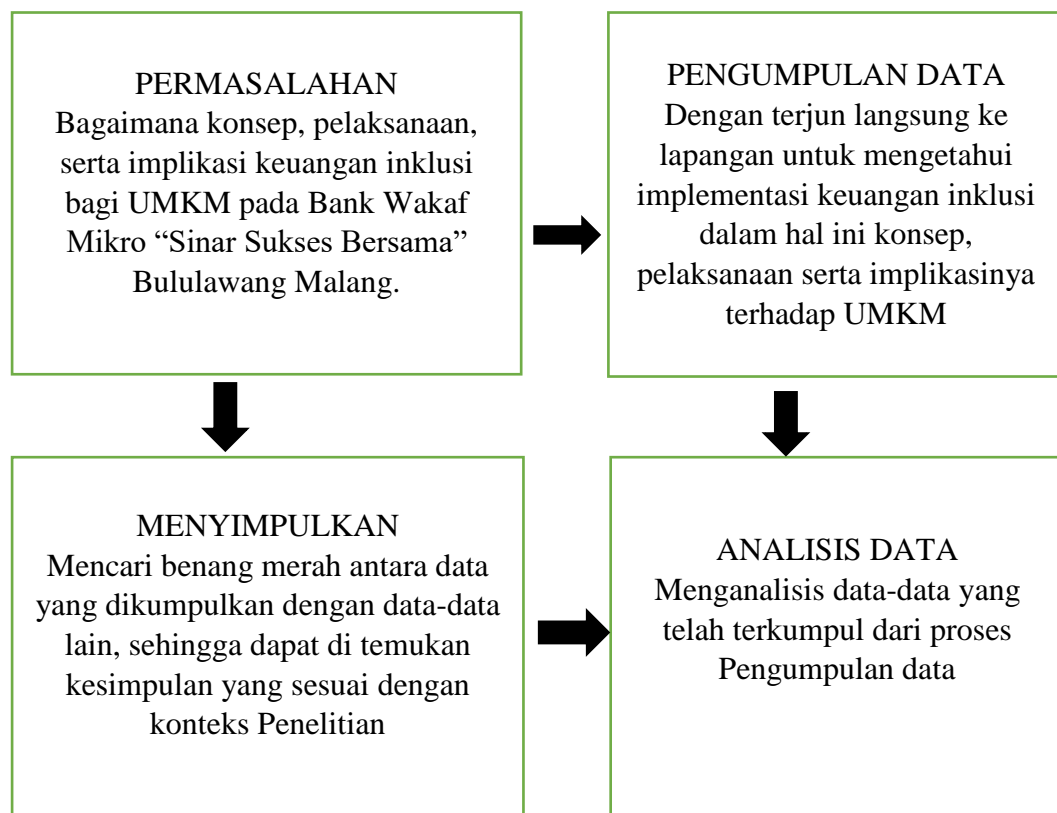 PERMASALAHAN
Bagaimana konsep, pelaksanaan,
serta implikasi keuangan inklusi
bagi UMKM pada Bank Wakaf
Mikro “Sinar Sukses Bersama”
Bululawang Malang.
PENGUMPULAN DATA
Dengan terjun langsung ke
lapangan untuk mengetahui
implementasi keuangan inklusi
dalam hal ini konsep,
pelaksanaan serta implikasinya
terhadap UMKM
MENYIMPULKAN
Mencari benang merah antara data
yang dikumpulkan dengan data-data
lain, sehingga dapat di temukan
kesimpulan yang sesuai dengan
konteks Penelitian
ANALISIS DATA
Menganalisis data-data yang
telah terkumpul dari proses
Pengumpulan data